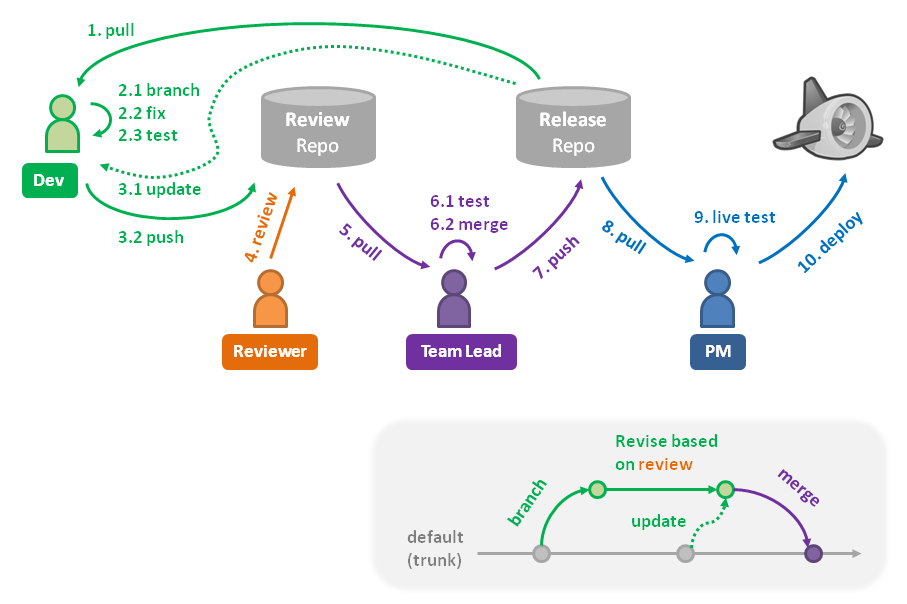 1. pull
2.1 branch
2.2 fix
2.3 test
Dev
3.1 update
3.2 push
Review
Repo
Release
Repo
4. review
Reviewer
5. pull
6.1 test
6.2 merge
Team Lead
7. push
8. pull
9. live test
PM
10. deploy
Revise based
on review
branch
update
merge
default
(trunk)